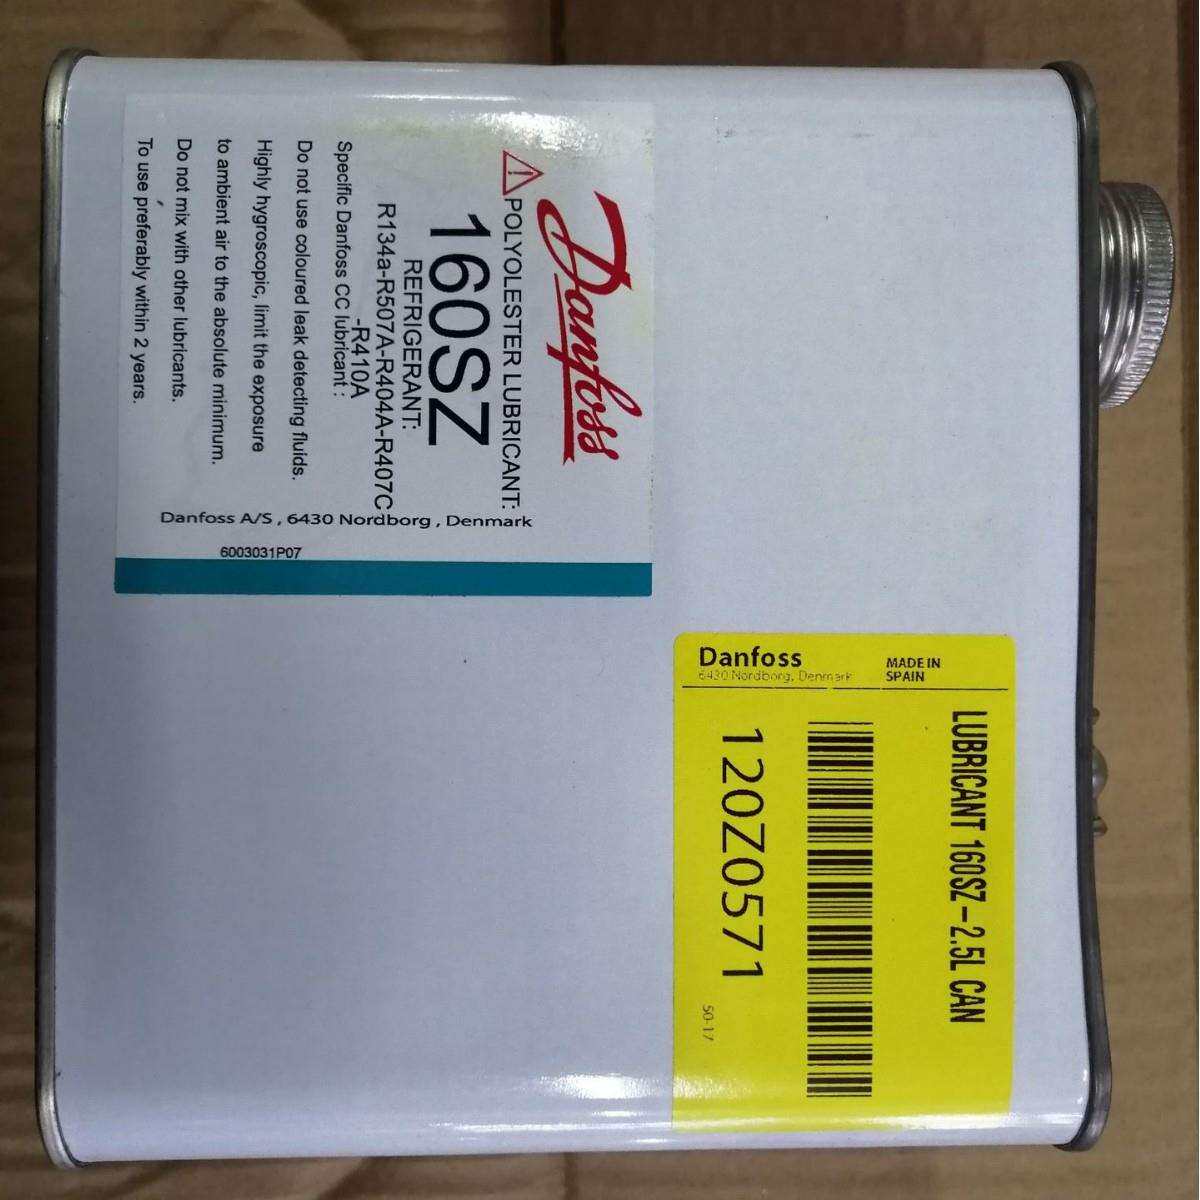 Danfoss
POLYOLESTER LUBRICANT:
160SZ
REFRIGERANT:
R134a-R507A-R404A-R407C
-R410A
Specific Danfoss CC lubricant :
Do not use coloured leak detecting fluids.
Highly hygroscopic, limit the exposure
to ambient air to the absolute minimum.
Do not mix with other lubricants.
To use preferably within 2 years.
Danfoss A/S , 6430 Nordborg , Denmark
6003031P07
Danfoss
6430 Nordborg, Denmark
MADE IN
SPAIN
LUBRICANT 160SZ-2.5L CAN
120Z0571
50-17